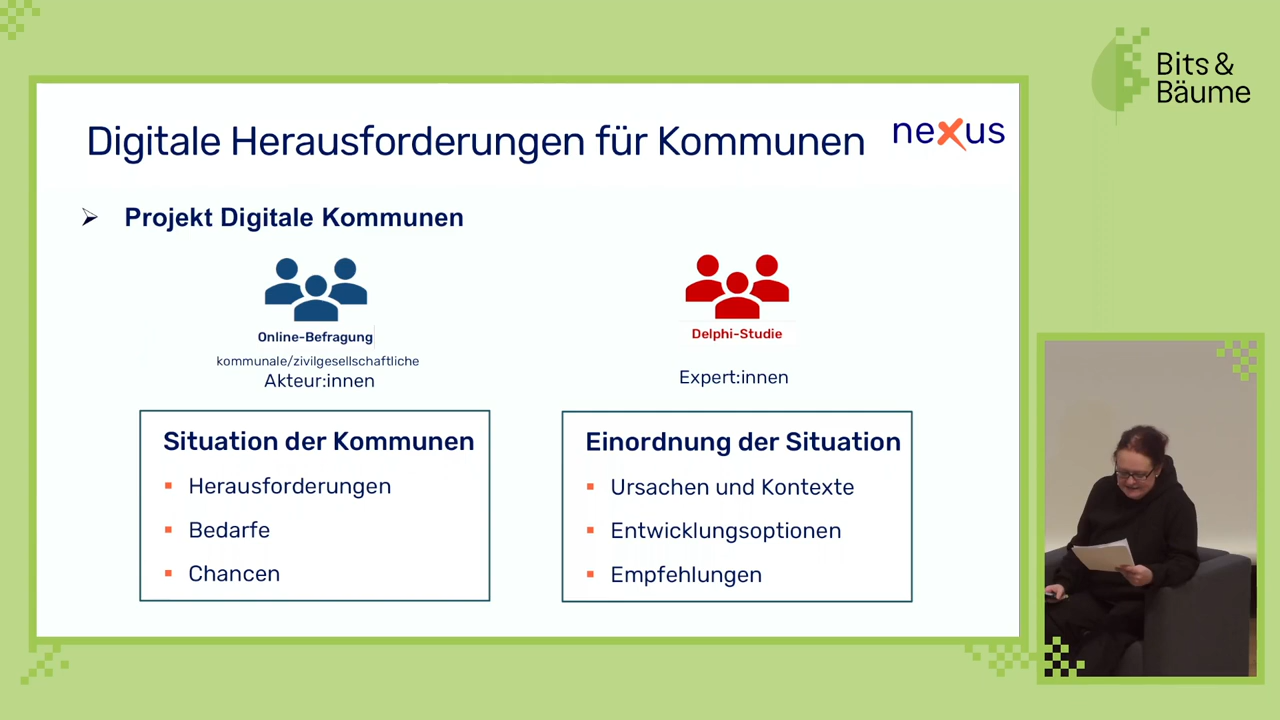 Bits &
Bäume
Digitale Herausforderungen für Kommunen
nexus
➢ Projekt Digitale Kommunen
Online-Befragung
kommunale/zivilgesellschaftliche
Akteur:innen
Delphi-Studie
Expert:innen
Situation der Kommunen
▪ Herausforderungen
▪ Bedarfe
▪ Chancen
Einordnung der Situation
▪ Ursachen und Kontexte
▪ Entwicklungsoptionen
▪ Empfehlungen